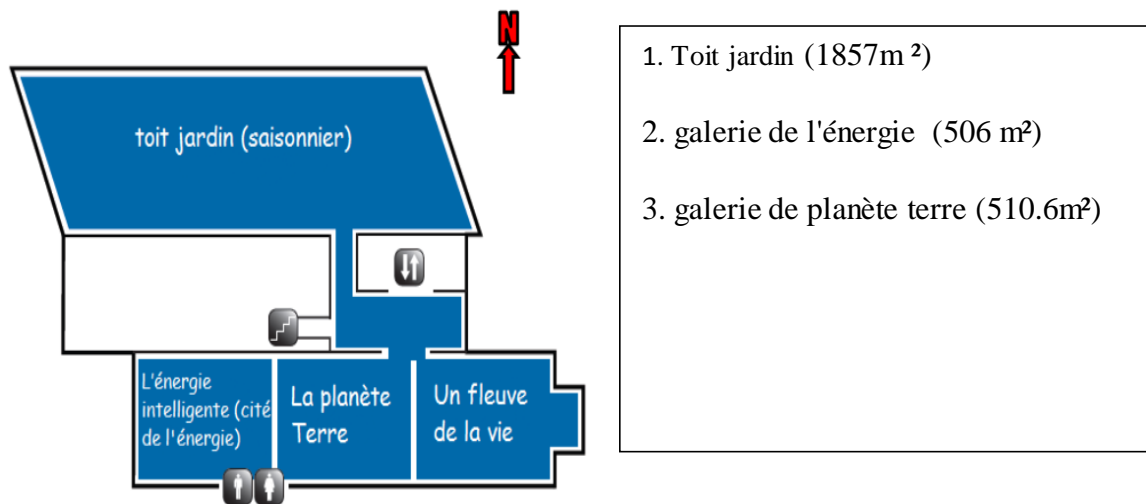 N
toit jardin (saisonnier)
L'énergie
intelligente (cité
de l'énergie)
La planète
Terre
Un fleuve
de la vie
1. Toit jardin (1857m ²)
2. galerie de l'énergie (506 m²)
3. galerie de planète terre (510.6m²)